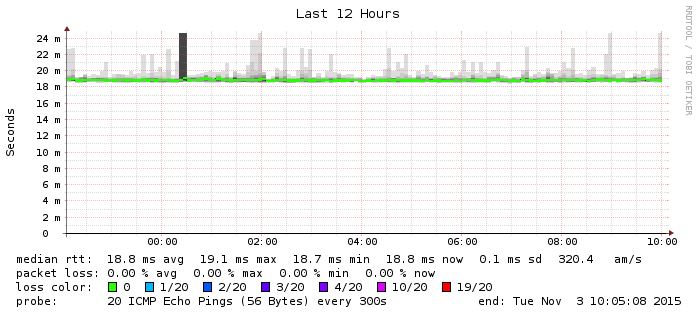 Last 12 Hours
RRDTOOL / TOBI OETIKER
Seconds
24 m
22 m
20 m
18 m
16 m
14 m
12 m
10 m
8 m
6 m
4 m
2 m
0
00:00 02:00 04:00 06:00 08:00 10:00
median rtt: 18.8 ms avg 19.1 ms max 18.7 ms min 18.8 ms now 0.1 ms sd 320.4 am/s
packet loss: 0.00 % avg 0.00 % max 0.00 % min 0.00 % now
loss color: 0 1/20 2/20 3/20 4/20 10/20 19/20
probe: 20 ICMP Echo Pings (56 Bytes) every 300s end: Tue Nov 3 10:05:08 2015